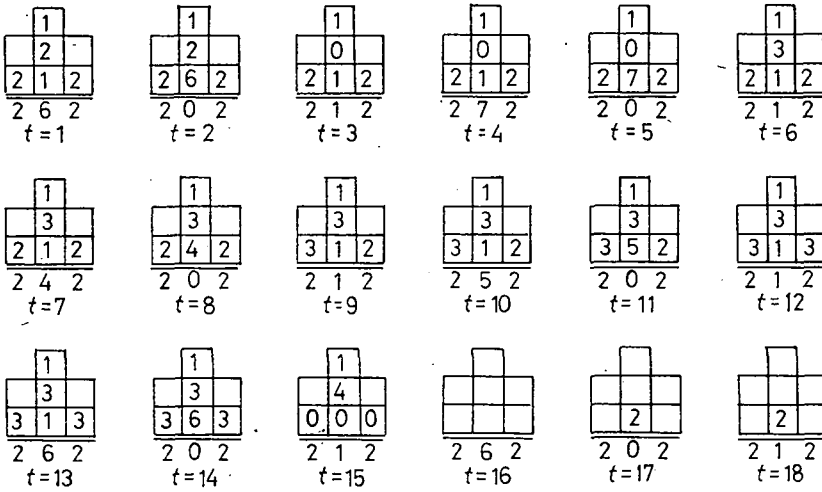 1 1 1 1 1 1
2 2 0 0 0 3
2 1 2 2 6 2 2 1 2 2 1 2 2 7 2 2 1 2
2 6 2 2 0 2 2 1 2 2 7 2 2 0 2 2 1 2
t=1 t=2 t=3 t=4 t=5 t=6
1 1 1 1 1 1
3 3 3 3 3 3
2 1 2 2 4 2 3 1 2 3 1 2 3 5 2 3 1 3
2 4 2 2 0 2 2 1 2 2 5 2 2 0 2 2 1 2
t=7 t=8 t=9 t=10 t=11 t=12
1 1 1
3 3 4
3 1 3 3 6 3 0 0 0 2 2
2 6 2 2 0 2 2 1 2 2 6 2 2 0 2 2 1 2
t=13 t=14 t=15 t=16 t=17 t=18